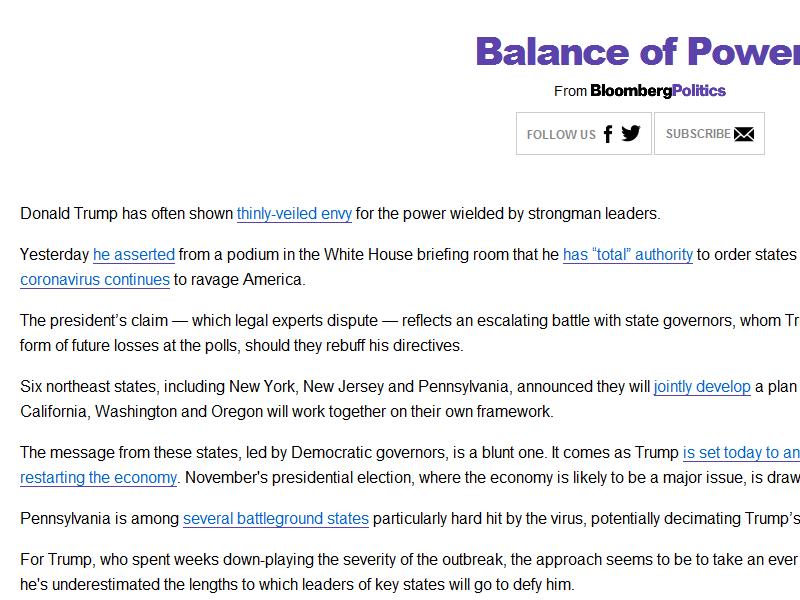 Balance of Power
From BloombergPolitics
FOLLOW US SUBSCRIBE
Donald Trump has often shown thinly-veiled envy for the power wielded by strongman leaders.
Yesterday he asserted from a podium in the White House briefing room that he has “total” authority to order states
coronavirus continues to ravage America.
The president’s claim — which legal experts dispute — reflects an escalating battle with state governors, whom Tr
form of future losses at the polls, should they rebuff his directives.
Six northeast states, including New York, New Jersey and Pennsylvania, announced they will jointly develop a plan
California, Washington and Oregon will work together on their own framework.
The message from these states, led by Democratic governors, is a blunt one. It comes as Trump is set today to an
restarting the economy. November's presidential election, where the economy is likely to be a major issue, is draw
Pennsylvania is among several battleground states particularly hard hit by the virus, potentially decimating Trump’s
For Trump, who spent weeks down-playing the severity of the outbreak, the approach seems to be to take an ever
he's underestimated the lengths to which leaders of key states will go to defy him.